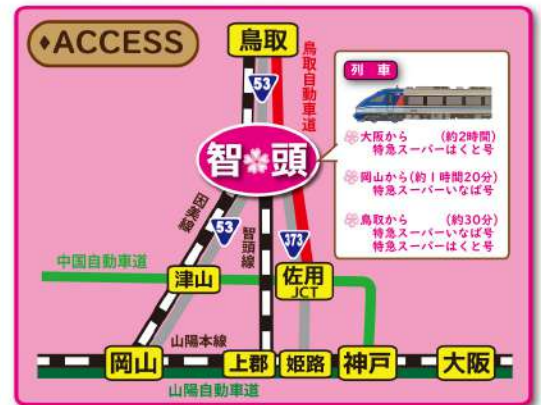 ◆ACCESS
鳥取
53
鳥取自動車道
列車
大阪から (約2時間)
特急スーパーはくと号
岡山から(約1時間20分)
特急スーパーいなば号
鳥取から (約30分)
特急スーパーいなば号
特急スーパーはくと号
智頭
因美線
53
智頭線
373
中国自動車道
津山
佐用
JCT
山陽本線
岡山
上郡
姫路
神戸
大阪
山陽自動車道